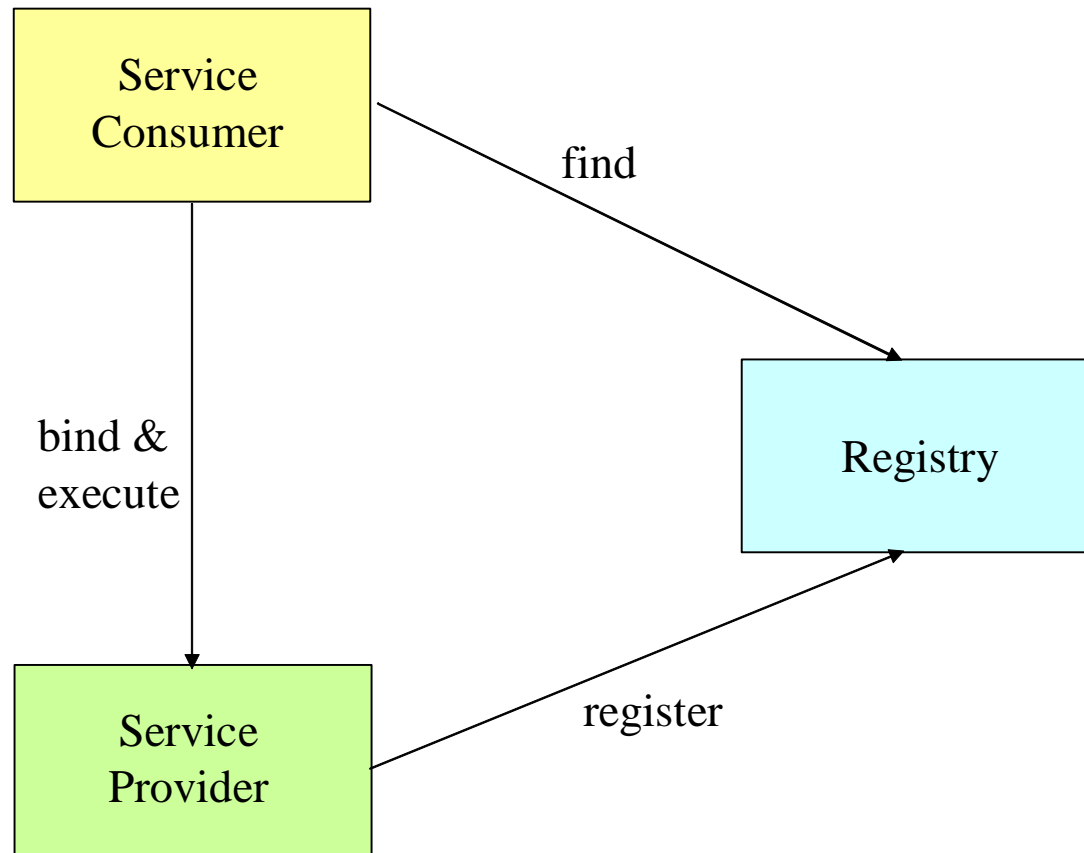 Service
Consumer
find
bind &
execute
Registry
register
Service
Provider